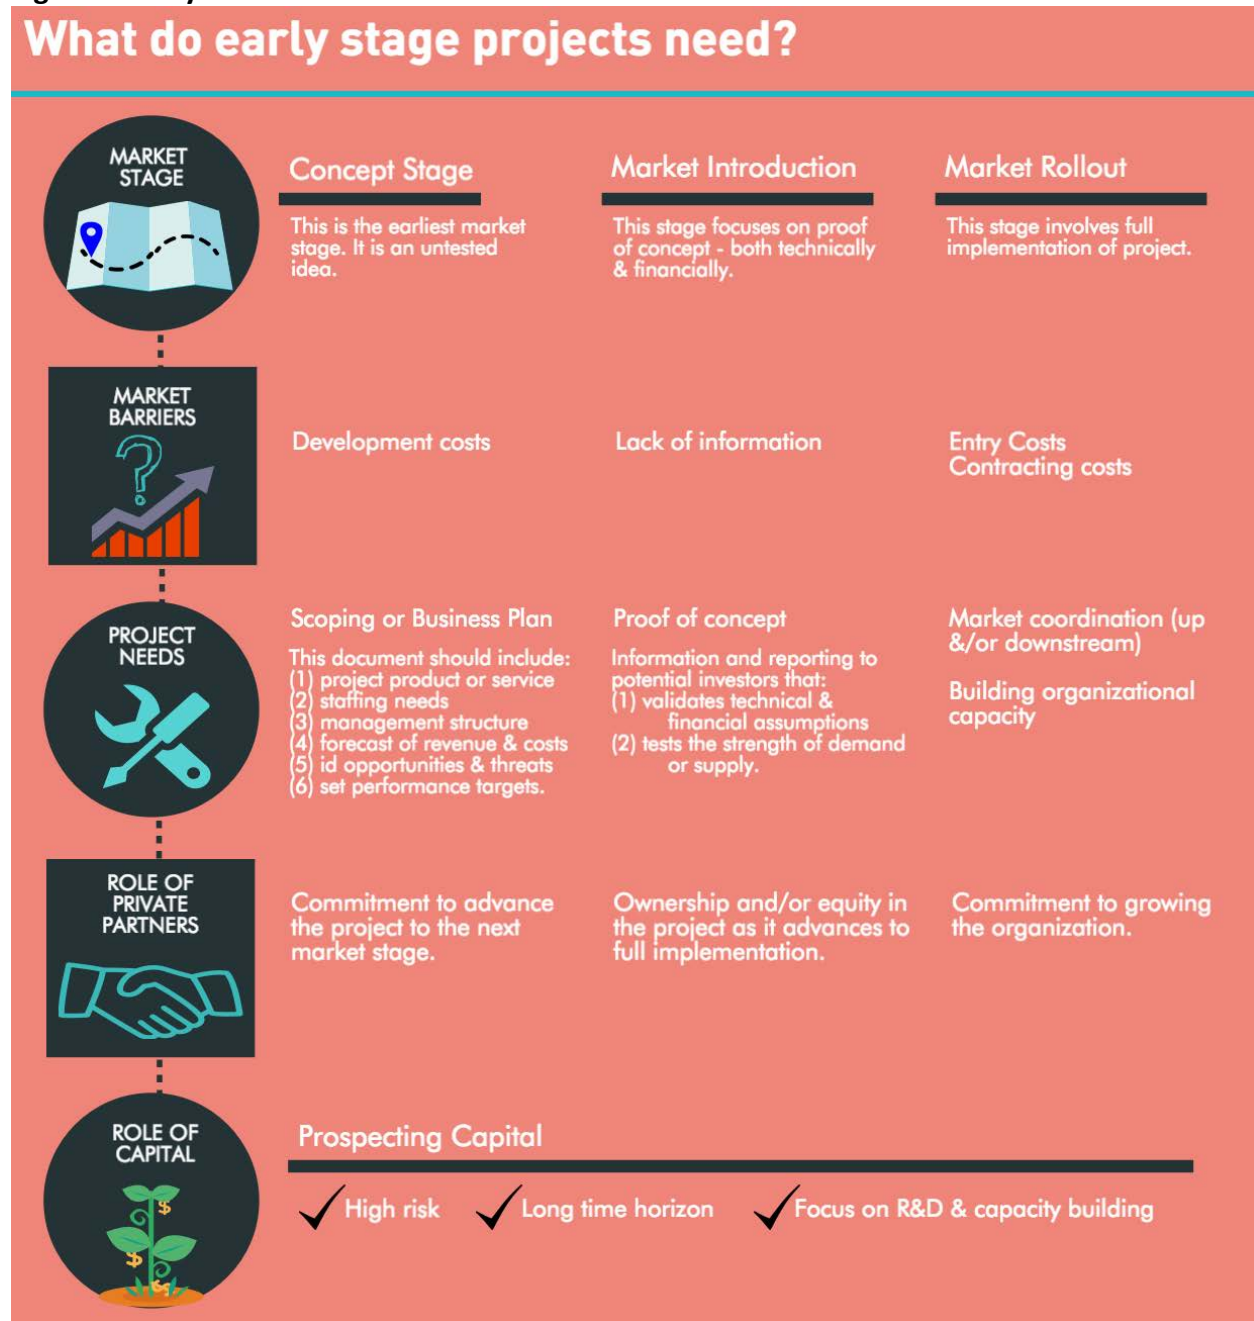 What do early stage projects need?
MARKET
STAGE
Concept Stage
This is the earliest market
stage. It is an untested
idea.
Market Introduction
This stage focuses on proof
of concept - both technically
& financially.
Market Rollout
This stage involves full
implementation of project.
MARKET
BARRIERS
?
Development costs
Lack of information
Entry Costs
Contracting costs
PROJECT
NEEDS
Scoping or Business Plan
This document should include:
(1) project product or service
(2) staffing needs
(3) management structure
(4) forecast of revenue & costs
(5) id opportunities & threats
(6) set performance targets.
Proof of concept
Information and reporting to
potential investors that:
(1) validates technical &
financial assumptions
(2) tests the strength of demand
or supply.
Market coordination (up
&/or downstream)
Building organizational
capacity
ROLE OF
PRIVATE
PARTNERS
Commitment to advance
the project to the next
market stage.
Ownership and/or equity in
the project as it advances to
full implementation.
Commitment to growing
the organization.
ROLE OF
CAPITAL
$
$
$
Prospecting Capital
High risk
Long time horizon
Focus on R&D & capacity building